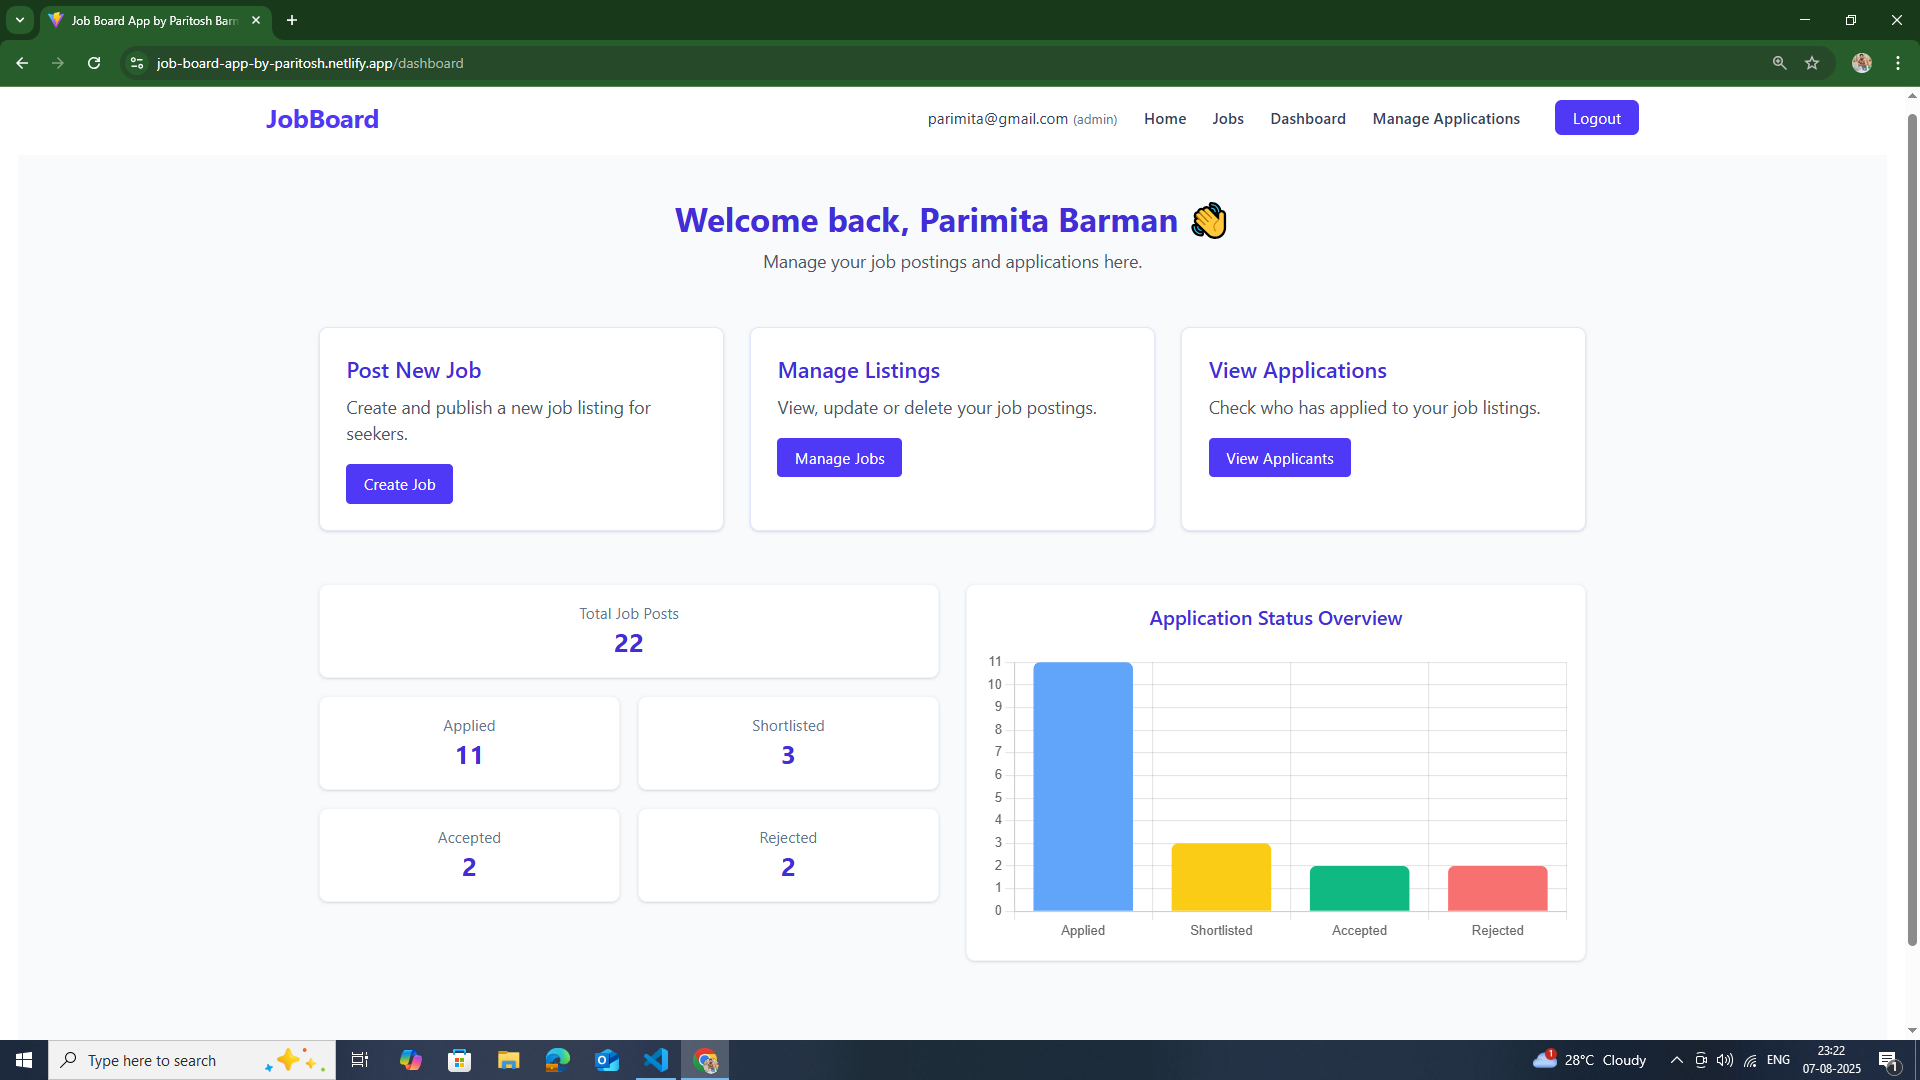 Job Board App by Paritosh Bar
job-board-app-by-paritosh.netlify.app/dashboard
JobBoard
parimita@gmail.com (admin)
Home
Jobs
Dashboard
Manage Applications
Logout
Welcome back, Parimita Barman 👋
Manage your job postings and applications here.
Post New Job
Create and publish a new job listing for
seekers.
Create Job
Manage Listings
View, update or delete your job postings.
Manage Jobs
View Applications
Check who has applied to your job listings.
View Applicants
Total Job Posts
22
Applied
11
Shortlisted
3
Accepted
2
Rejected
2
Application Status Overview
11
10
9
8
7
6
5
4
3
2
1
0
Applied
Shortlisted
Accepted
Rejected
Type here to search
1
28°C Cloudy
ENG
23:22
07-08-2025
1